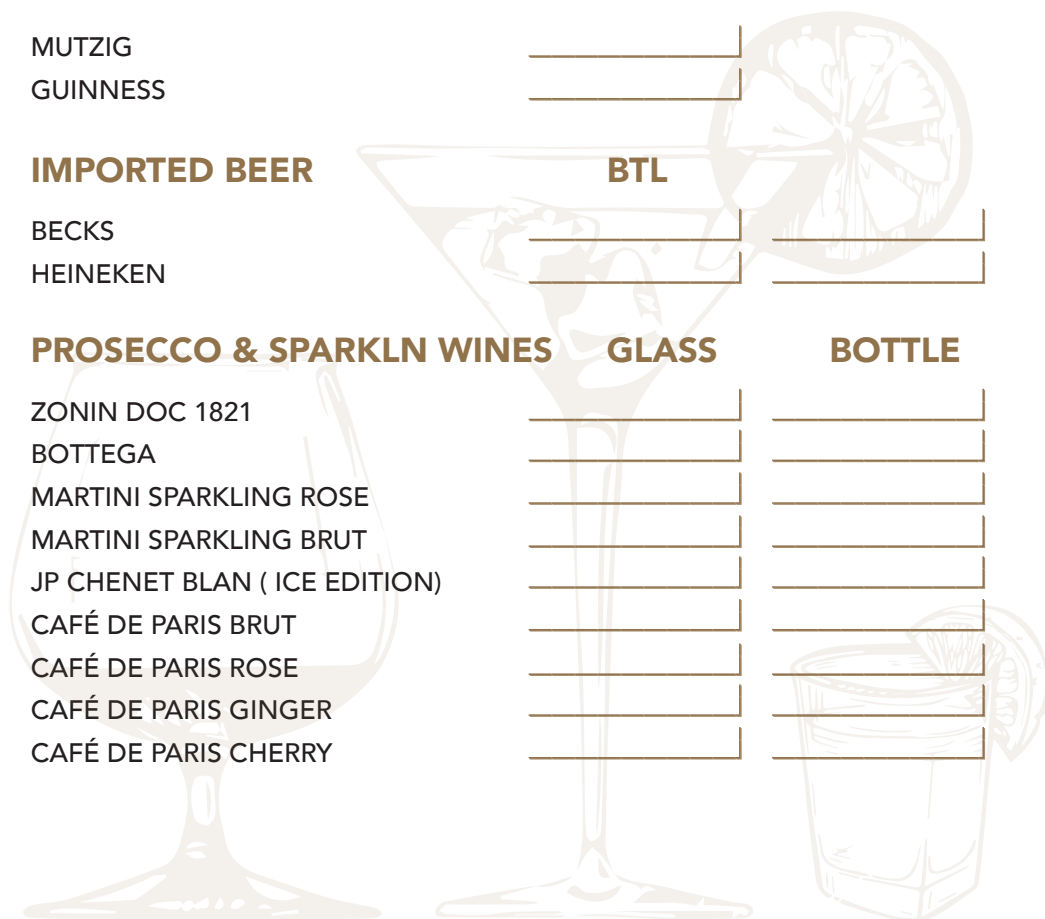 MUTZIG
GUINNESS
IMPORTED BEER BTL
BECKS
HEINEKEN
PROSECCO & SPARKLN WINES GLASS BOTTLE
ZONIN DOC 1821
BOTTEGA
MARTINI SPARKLING ROSE
MARTINI SPARKLING BRUT
JP CHENET BLAN ( ICE EDITION)
CAFÉ DE PARIS BRUT
CAFÉ DE PARIS ROSE
CAFÉ DE PARIS GINGER
CAFÉ DE PARIS CHERRY